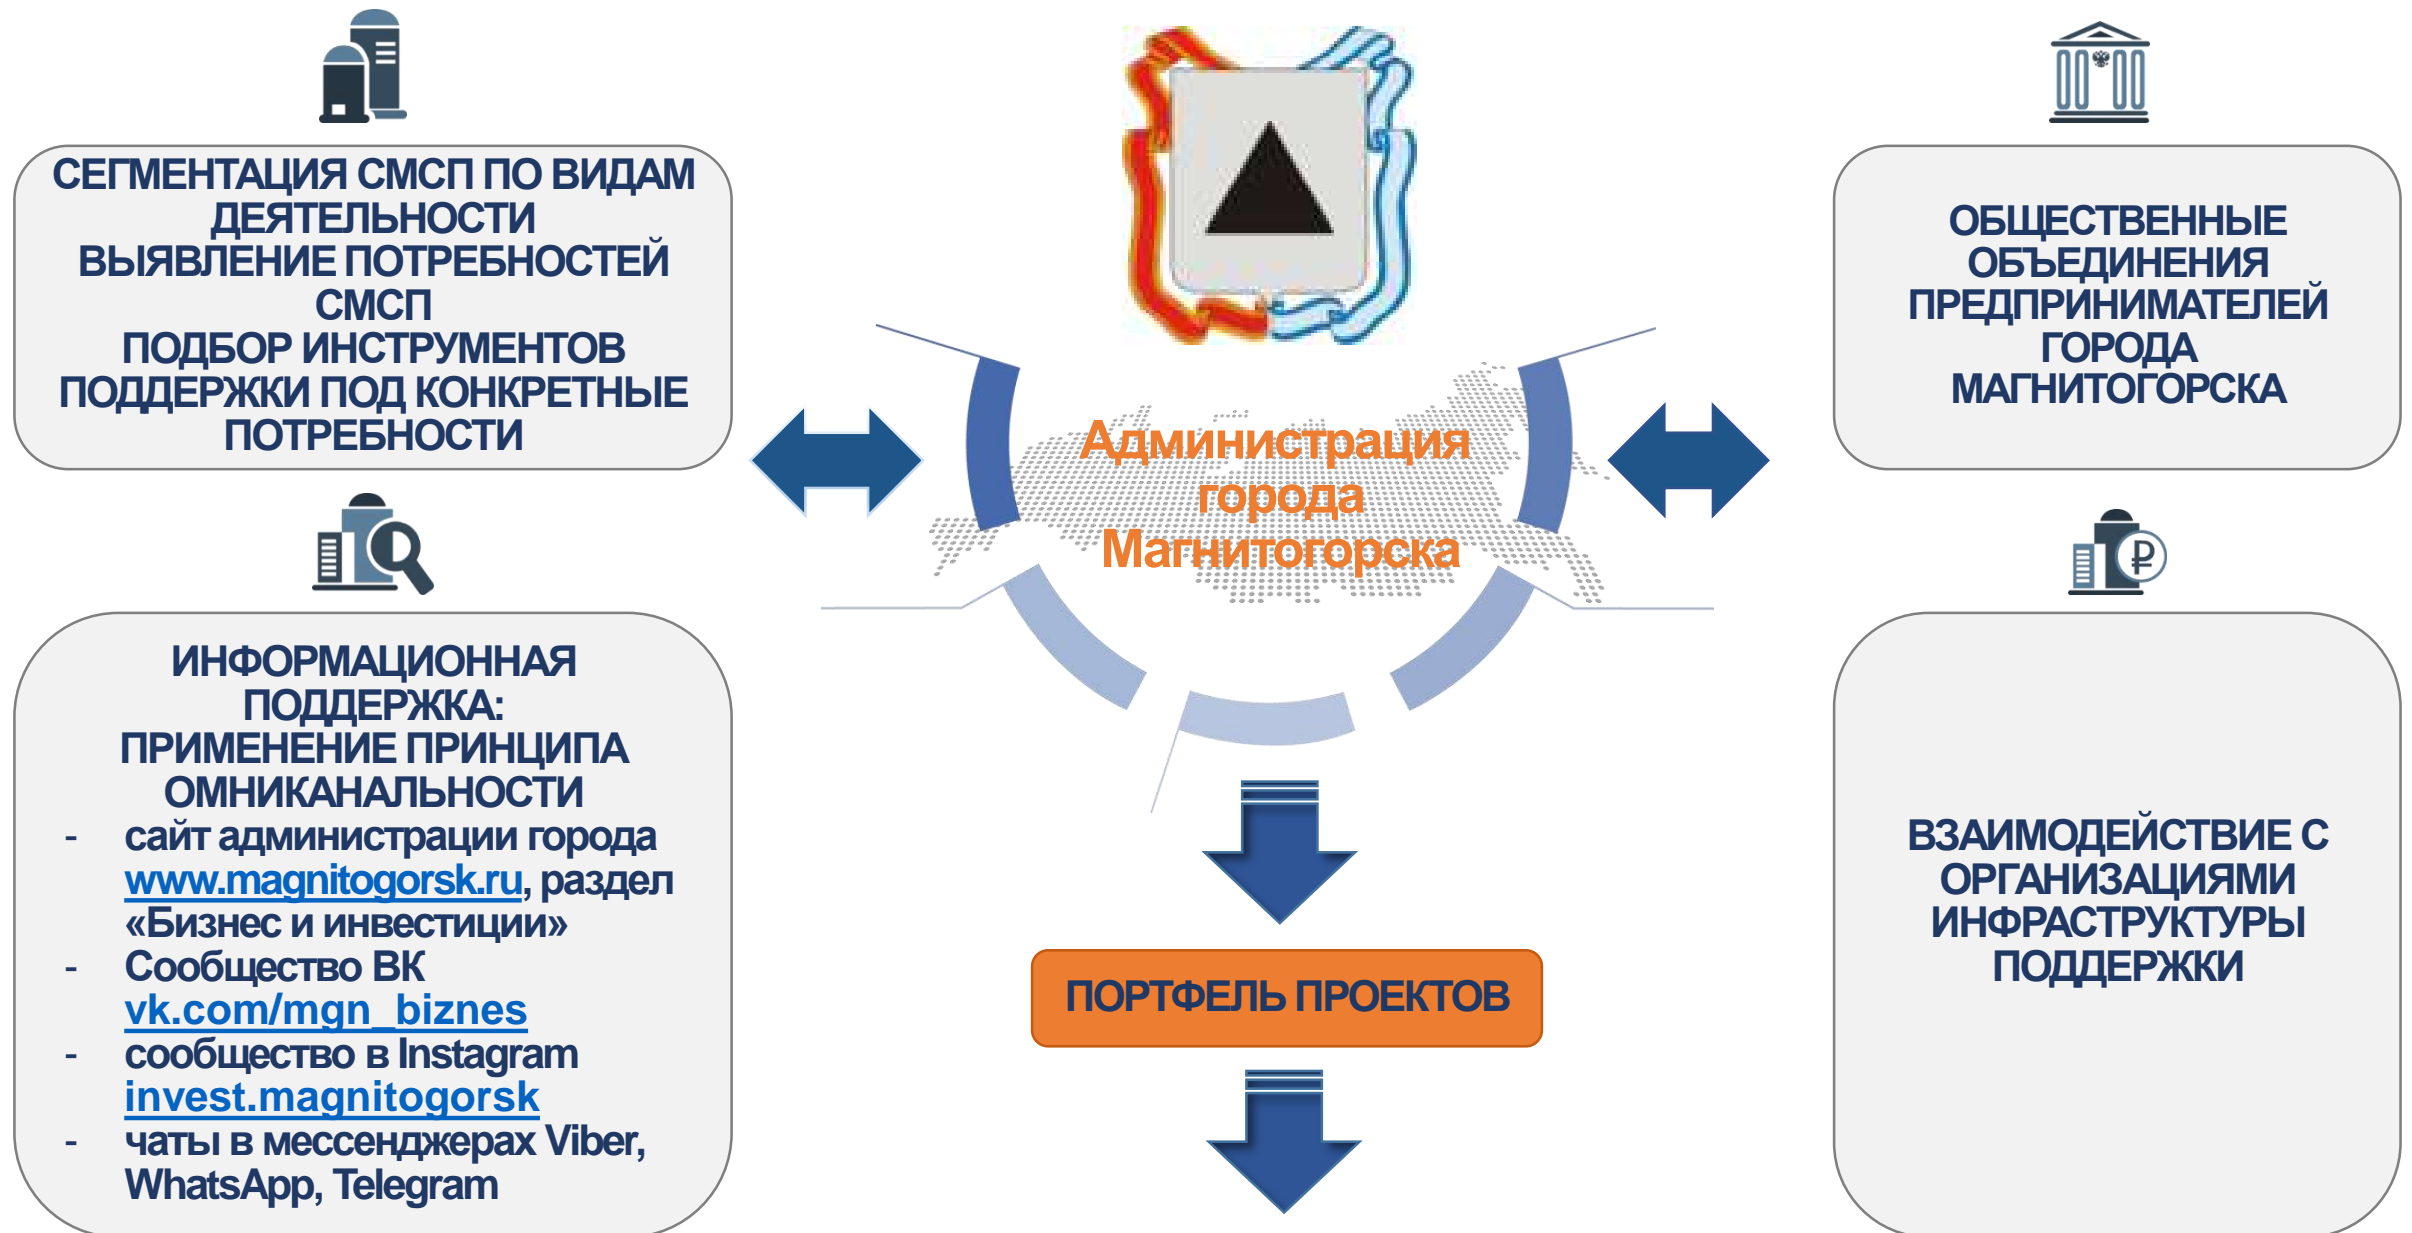 СЕГМЕНТАЦИЯ СМСП ПО ВИДАМ
ДЕЯТЕЛЬНОСТИ
ВЫЯВЛЕНИЕ ПОТРЕБНОСТЕЙ
СМСП
ПОДБОР ИНСТРУМЕНТОВ
ПОДДЕРЖКИ ПОД КОНКРЕТНЫЕ
ПОТРЕБНОСТИ
ИНФОРМАЦИОННАЯ
ПОДДЕРЖКА:
ПРИМЕНЕНИЕ ПРИНЦИПА
ОМНИКАНАЛЬНОСТИ
- сайт администрации города
www.magnitogorsk.ru, раздел
«Бизнес и инвестиции»
- Сообщество ВК
vk.com/mgn_biznes
- сообщество в Instagram
invest.magnitogorsk
- чаты в мессенджерах Viber,
WhatsApp, Telegram
Администрация
города
Магнитогорска
ПОРТФЕЛЬ ПРОЕКТОВ
ОБЩЕСТВЕННЫЕ
ОБЪЕДИНЕНИЯ
ПРЕДПРИНИМАТЕЛЕЙ
ГОРОДА
МАГНИТОГОРСКА
₽
ВЗАИМОДЕЙСТВИЕ С
ОРГАНИЗАЦИЯМИ
ИНФРАСТРУКТУРЫ
ПОДДЕРЖКИ